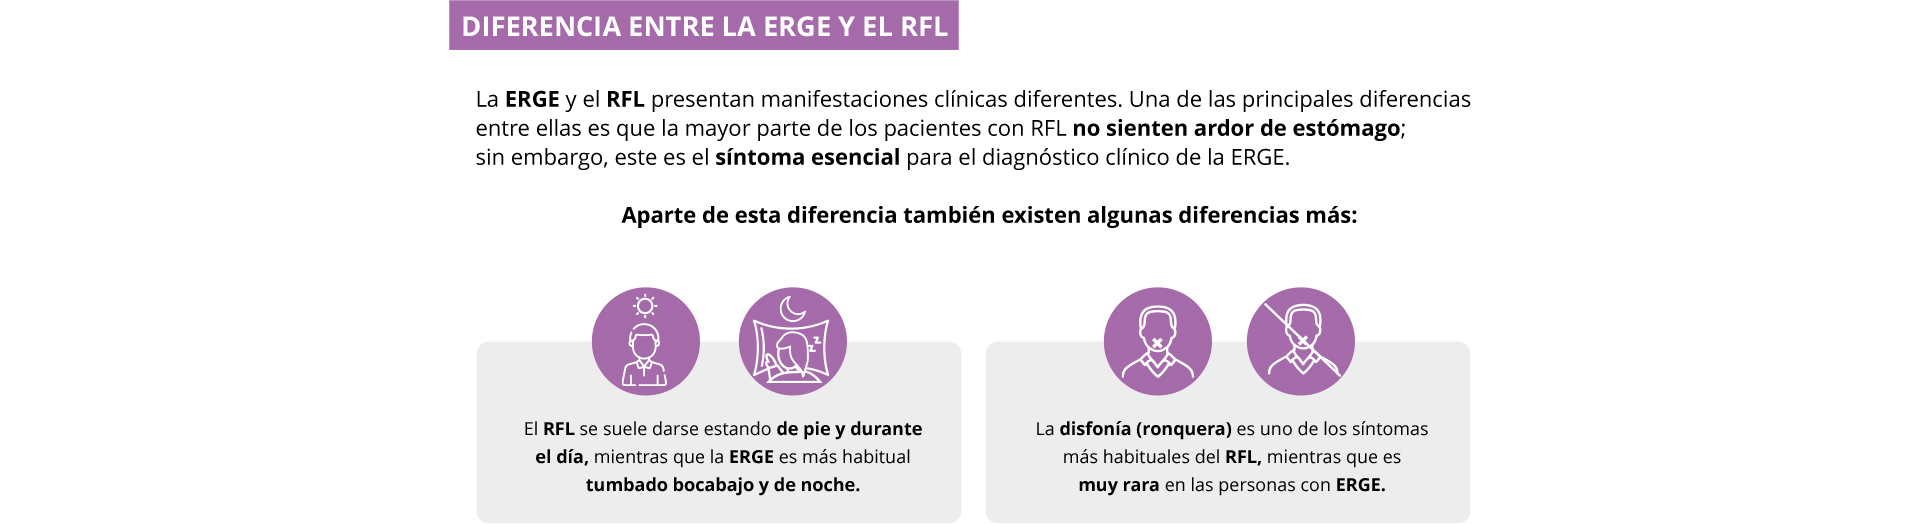 DIFERENCIA ENTRE LA ERGE Y EL RFL
La ERGE y el RFL presentan manifestaciones clínicas diferentes. Una de las principales diferencias
entre ellas es que la mayor parte de los pacientes con RFL no sienten ardor de estómago;
sin embargo, este es el síntoma esencial para el diagnóstico clínico de la ERGE.
Aparte de esta diferencia también existen algunas diferencias más:
El RFL se suele darse estando de pie y durante
el día, mientras que la ERGE es más habitual
tumbado bocabajo y de noche.
La disfonía (ronquera) es uno de los síntomas
más habituales del RFL, mientras que es
muy rara en las personas con ERGE.